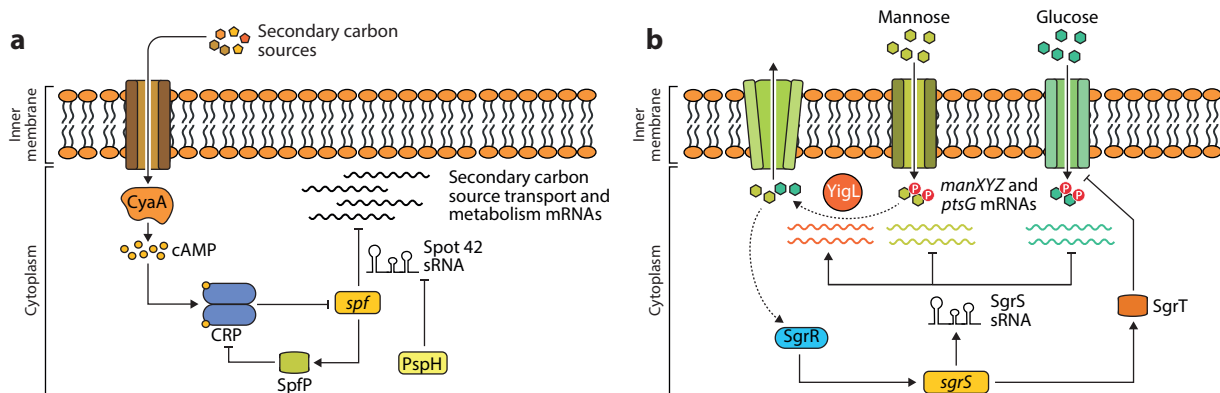 a
Secondary carbon
sources
Inner
membrane
Cytoplasm
CyaA
cAMP
CRP
Secondary carbon
source transport and
metabolism mRNAs
Spot 42
sRNA
spf
SpfP
PspH
b
Mannose
Glucose
Inner
membrane
Cytoplasm
YigL
P
P
manXYZ and
ptsG mRNAs
P
P
SgrR
SgrS
sRNA
sgrS
SgrT